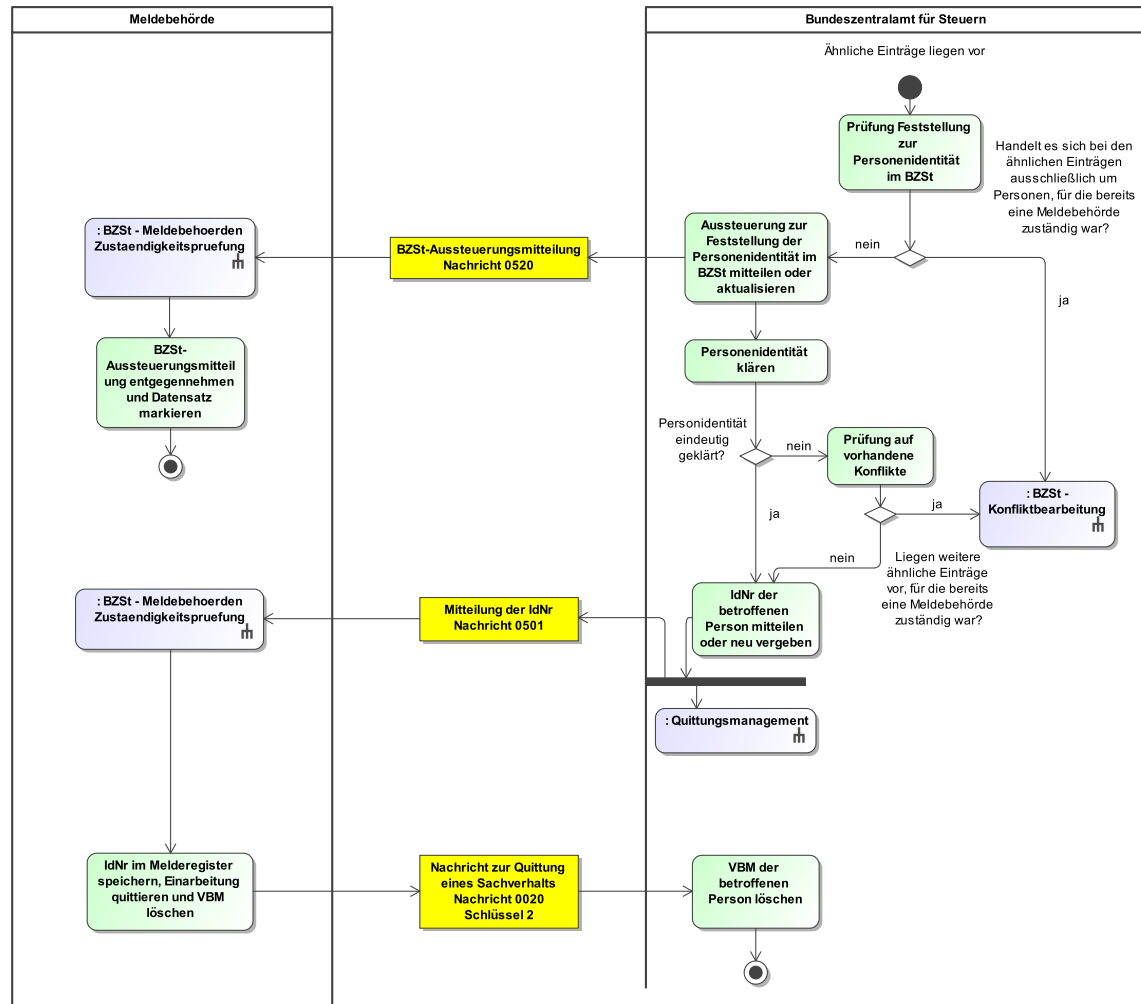 Meldebehörde
Bundeszentralamt für Steuern
Ähnliche Einträge liegen vor
Prüfung Feststellung
zur
Personenidentität
im BZSt
Handelt es sich bei den
ähnlichen Einträgen
ausschließlich um
Personen, für die bereits
eine Meldebehörde
zuständig war?
: BZSt - Meldebehoerden
Zustaendigkeitspruefung
BZSt-Aussteuerungsmitteilung
Nachricht 0520
Aussteuerung zur
Feststellung der
Personenidentität im
BZSt mitteilen oder
aktualisieren
nein
ja
BZSt-
Aussteuerungsmitteil
ung entgegennehmen
und Datensatz
markieren
Personenidentität
klären
Personidentität
eindeutig
geklärt?
nein
Prüfung auf
vorhandene
Konflikte
ja
ja
: BZSt -
Konfliktbearbeitung
nein
Liegen weitere
ähnliche Einträge
vor, für die bereits
eine Meldebehörde
zuständig war?
: BZSt - Meldebehoerden
Zustaendigkeitspruefung
Mitteilung der IdNr
Nachricht 0501
IdNr der
betroffenen
Person mitteilen
oder neu vergeben
: Quittungsmanagement
IdNr im Melderegister
speichern, Einarbeitung
quittieren und VBM
löschen
Nachricht zur Quittung
eines Sachverhalts
Nachricht 0020
Schlüssel 2
VBM der
betroffenen
Person löschen